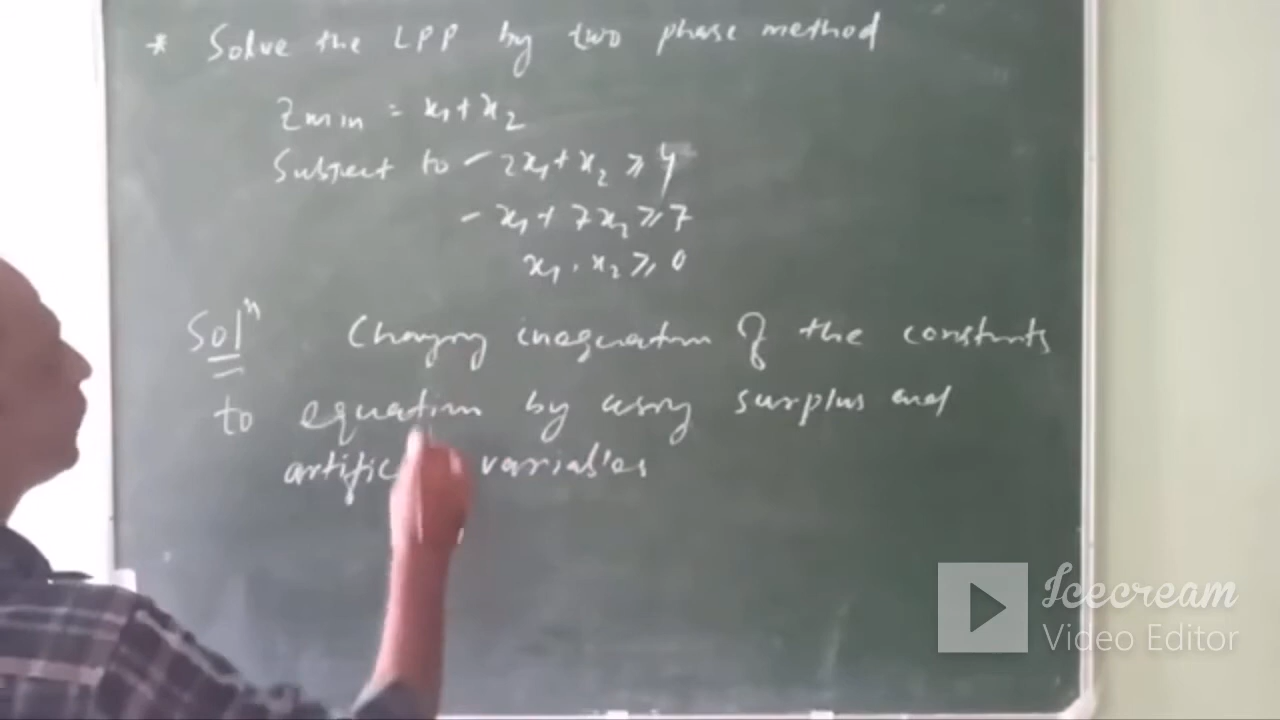 * Solve the LPP by two phase method
Zmin = x₁+x₂
Subject to - 2x₁+x₂ ≥ 4
- x₁+7x₂ ≥ 7
x₁, x₂ ≥ 0
Solⁿ Changing inequation of the constraints
to equation by using surplus and
artificial variables
Icecream
Video Editor